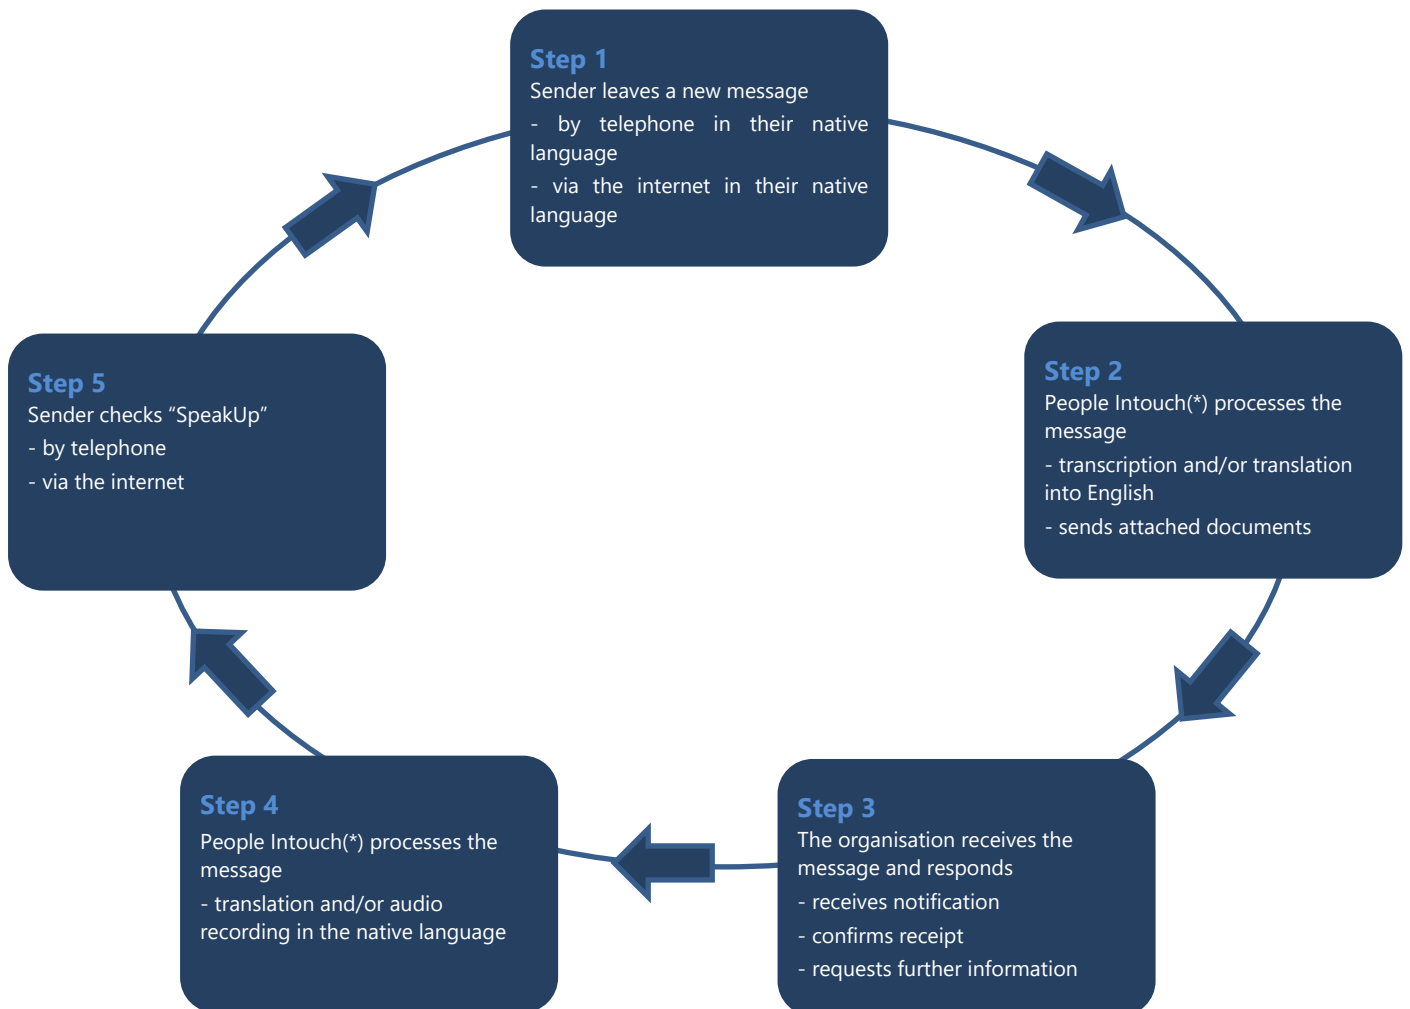 Step 1
Sender leaves a new message
- by telephone in their native
language
- via the internet in their native
language
Step 2
People Intouch(*) processes the
message
- transcription and/or translation
into English
- sends attached documents
Step 3
The organisation receives the
message and responds
- receives notification
- confirms receipt
- requests further information
Step 4
People Intouch(*) processes the
message
- translation and/or audio
recording in the native language
Step 5
Sender checks “SpeakUp”
- by telephone
- via the internet